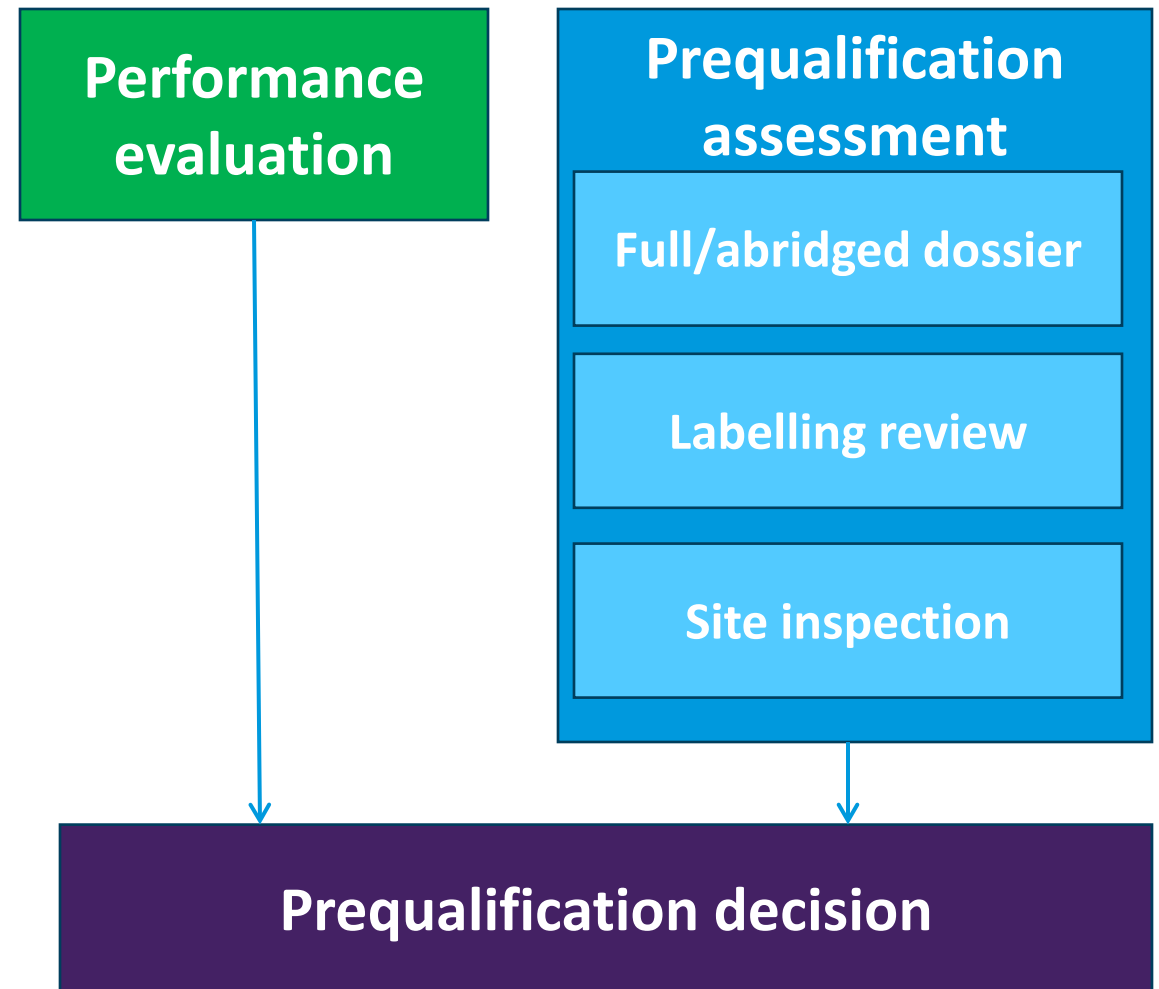 Performance
evaluation
Prequalification
assessment
Full/abridged dossier
Labelling review
Site inspection
Prequalification decision